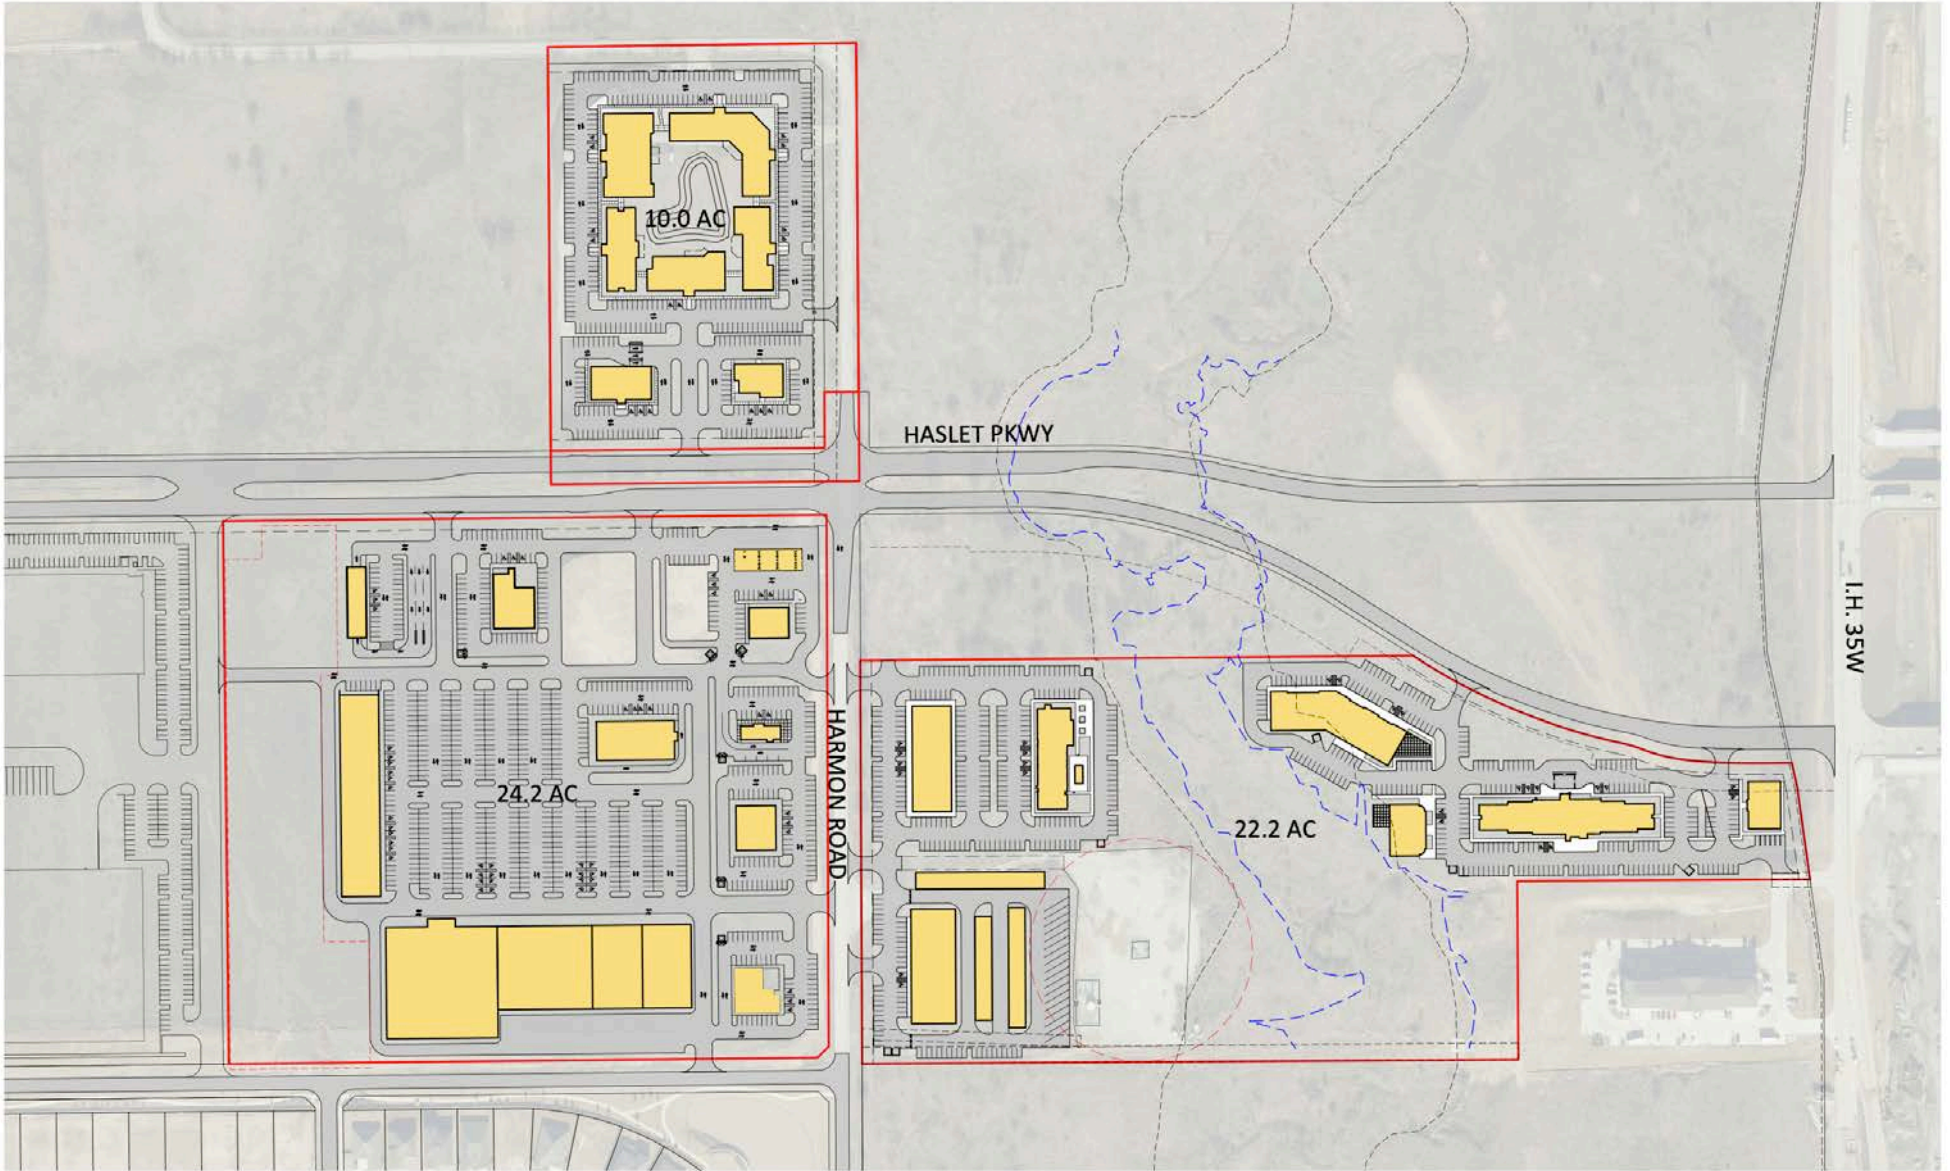 10.0 AC
HASLET PKWY
I.H. 35W
24.2 AC
HARMON ROAD
22.2 AC